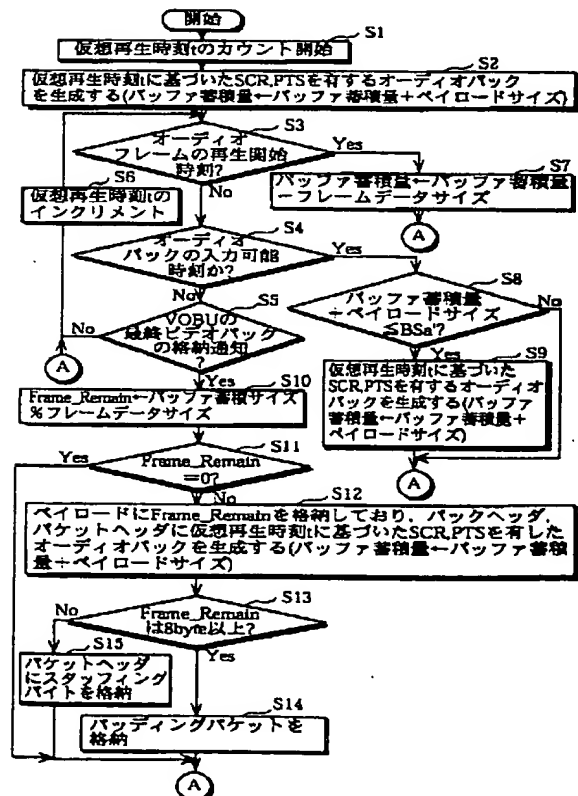 開始
S1
仮想再生時刻tのカウント開始
S2
仮想再生時刻tに基づいたSCR,PTSを有するオーディオパック
を生成する(バッファ蓄積量←バッファ蓄積量+ペイロードサイズ)
S3
オーディオ
フレームの再生開始
時刻?
Yes
No
S6
仮想再生時刻tの
インクリメント
S7
バッファ蓄積量←バッファ蓄積量
−フレームデータサイズ
A
S4
オーディオ
パックの入力可能
時刻か?
Yes
No
S8
バッファ蓄積量
+ペイロードサイズ
≦BSa'?
No
Yes
S5
VOBUの
最終ビデオパック
の格納通知
?
No
Yes
A
S9
仮想再生時刻tに基づいた
SCR,PTSを有するオーディオ
パックを生成する(バッファ
蓄積量←バッファ蓄積量+
ペイロードサイズ)
A
S10
Frame_Remain←バッファ蓄積サイズ
%フレームデータサイズ
S11
Frame_Remain
=0?
Yes
No
S12
ペイロードにFrame_Remainを格納しており、パックヘッダ,
パケットヘッダに仮想再生時刻tに基づいたSCR,PTSを有した
オーディオパックを生成する(バッファ蓄積量←バッファ蓄積
量+ペイロードサイズ)
S13
Frame_Remain
は8byte以上?
No
Yes
S15
パケットヘッダ
にスタッフィング
バイトを格納
S14
パッディングパケットを
格納
A